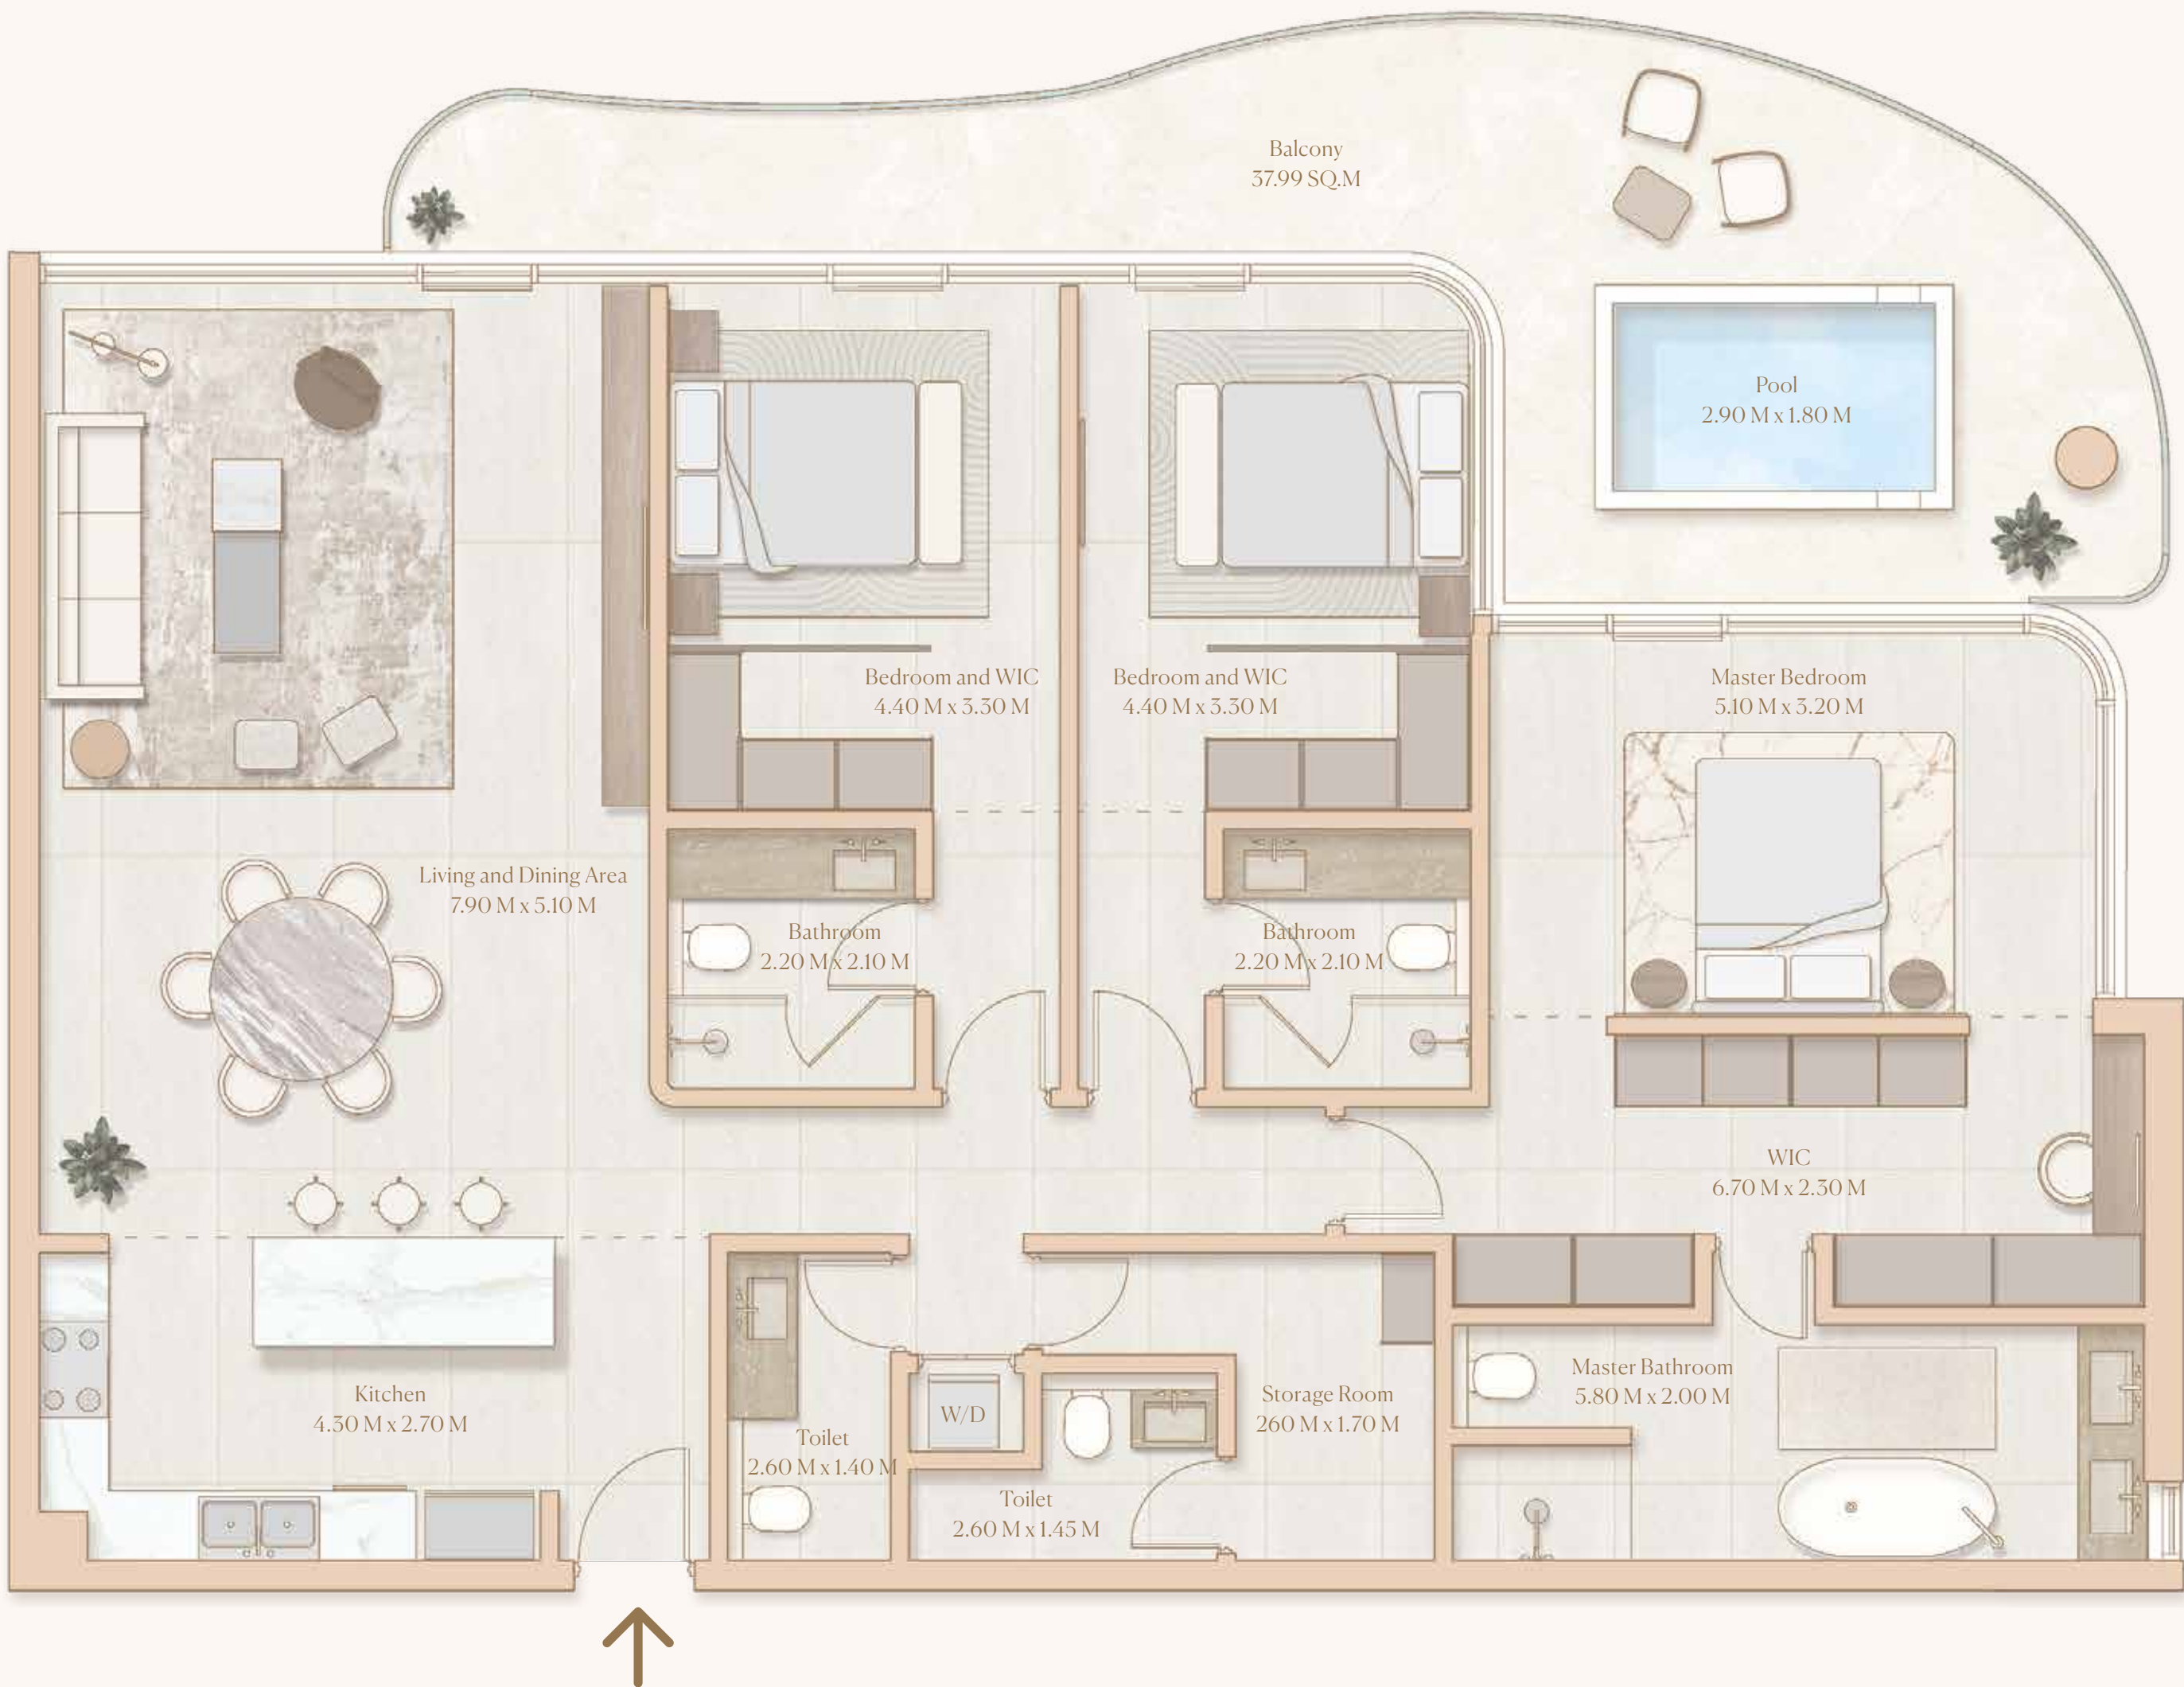 Balcony
37.99 SQ.M
Pool
2.90 M x 1.80 M
Bedroom and WIC
4.40 M x 3.30 M
Bedroom and WIC
4.40 M x 3.30 M
Master Bedroom
5.10 M x 3.20 M
Living and Dining Area
7.90 M x 5.10 M
Bathroom
2.20 M x 2.10 M
Bathroom
2.20 M x 2.10 M
WIC
6.70 M x 2.30 M
Kitchen
4.30 M x 2.70 M
Toilet
2.60 M x 1.40 M
W/D
Toilet
2.60 M x 1.45 M
Storage Room
260 M x 1.70 M
Master Bathroom
5.80 M x 2.00 M